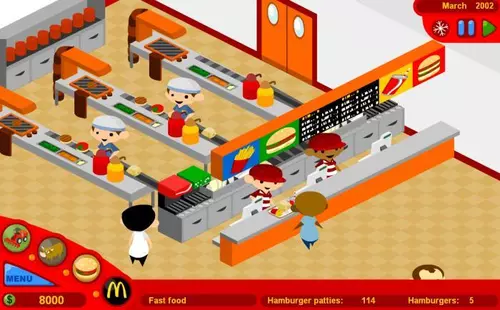 March 2002
MENU
$ 8000
Fast food
Hamburger patties: 114
Hamburgers: 5